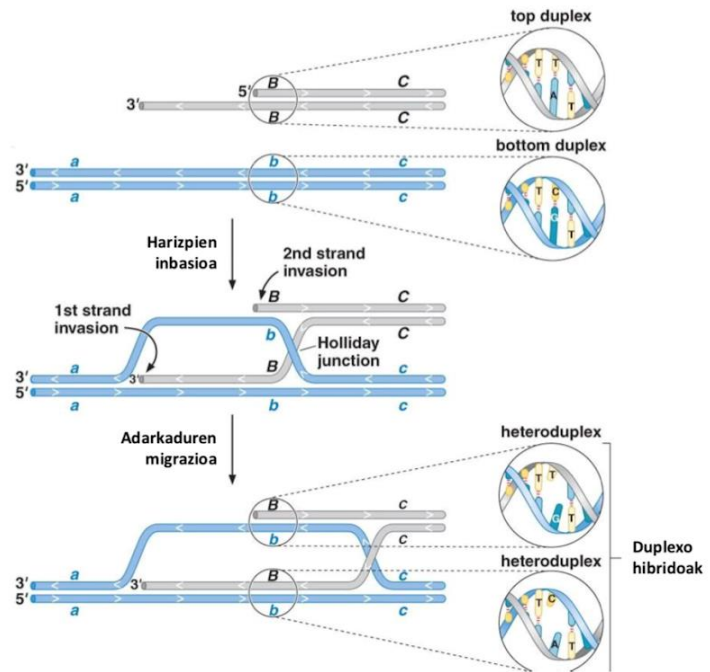 top duplex
5' B C
3' B C
T T
A T
bottom duplex
3' a b c
5' a b c
T C
G T
Harizpien
inbasioa
2nd strand
invasion
B C
1st strand
invasion
b C
Holliday
junction
B
3' a 3' c
5' a b c
Adarkaduren
migrazioa
heteroduplex
T T
G T
B c
b c
Duplexo
hibridoak
heteroduplex
T C
A T
3' a 3' B c
5' a b c